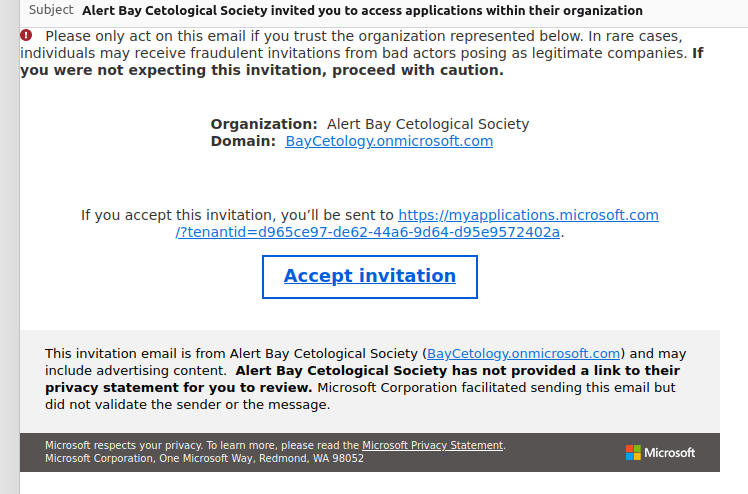 Subject Alert Bay Cetological Society invited you to access applications within their organization
Please only act on this email if you trust the organization represented below. In rare cases,
individuals may receive fraudulent invitations from bad actors posing as legitimate companies. If
you were not expecting this invitation, proceed with caution.
Organization: Alert Bay Cetological Society
Domain: BayCetology.onmicrosoft.com
If you accept this invitation, you’ll be sent to https://myapplications.microsoft.com
/?tenantid=d965ce97-de62-44a6-9d64-d95e9572402a.
Accept invitation
This invitation email is from Alert Bay Cetological Society (BayCetology.onmicrosoft.com) and may
include advertising content. Alert Bay Cetological Society has not provided a link to their
privacy statement for you to review. Microsoft Corporation facilitated sending this email but
did not validate the sender or the message.
Microsoft respects your privacy. To learn more, please read the Microsoft Privacy Statement.
Microsoft Corporation, One Microsoft Way, Redmond, WA 98052
Microsoft